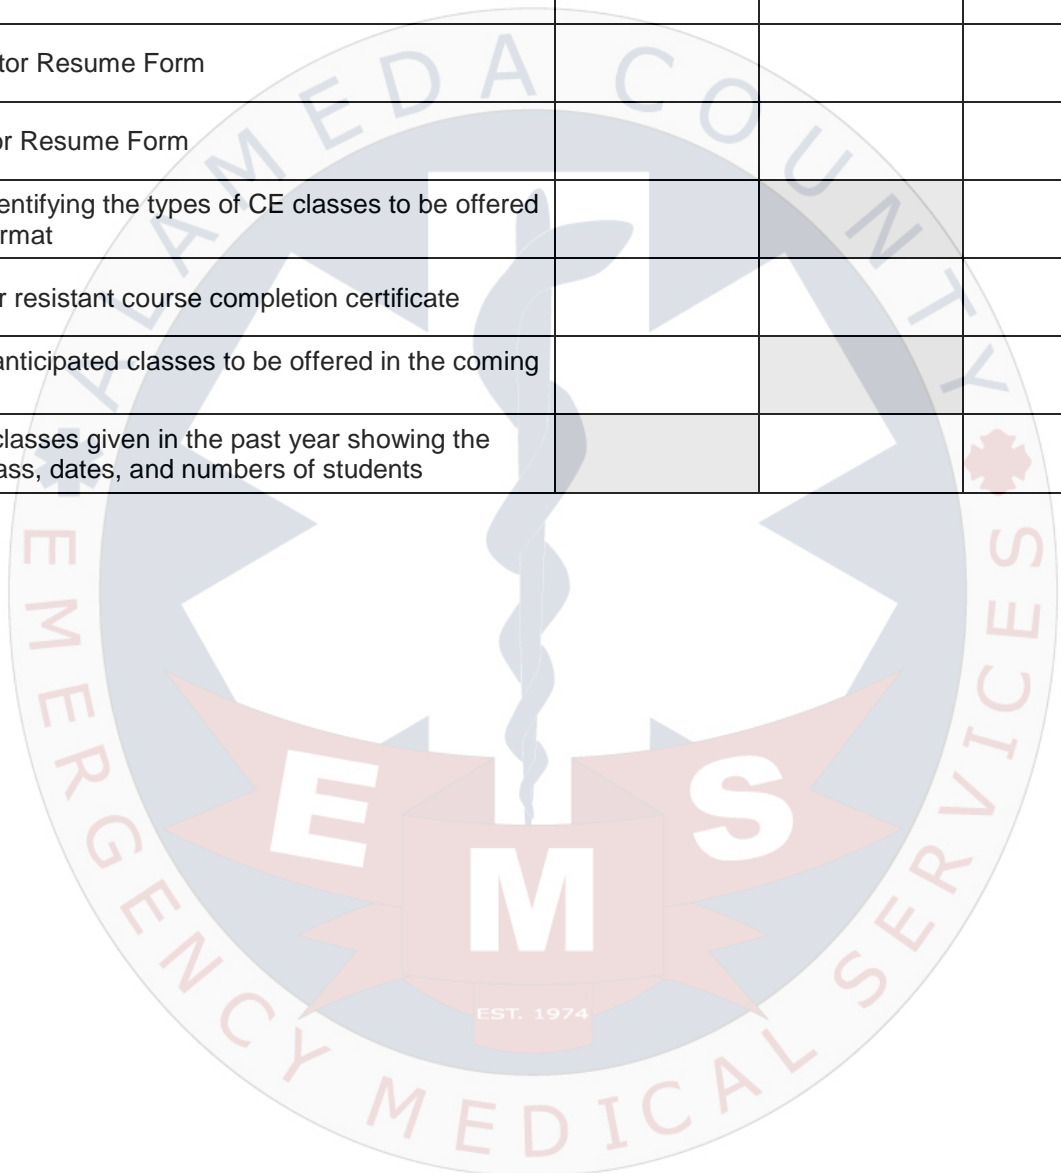 tor Resume Form
or Resume Form
entifying the types of CE classes to be offered
rmat
r resistant course completion certificate
anticipated classes to be offered in the coming
classes given in the past year showing the
ass, dates, and numbers of students
ALAMEDA COUNTY
EMERGENCY MEDICAL SERVICES
E M S
EST. 1974